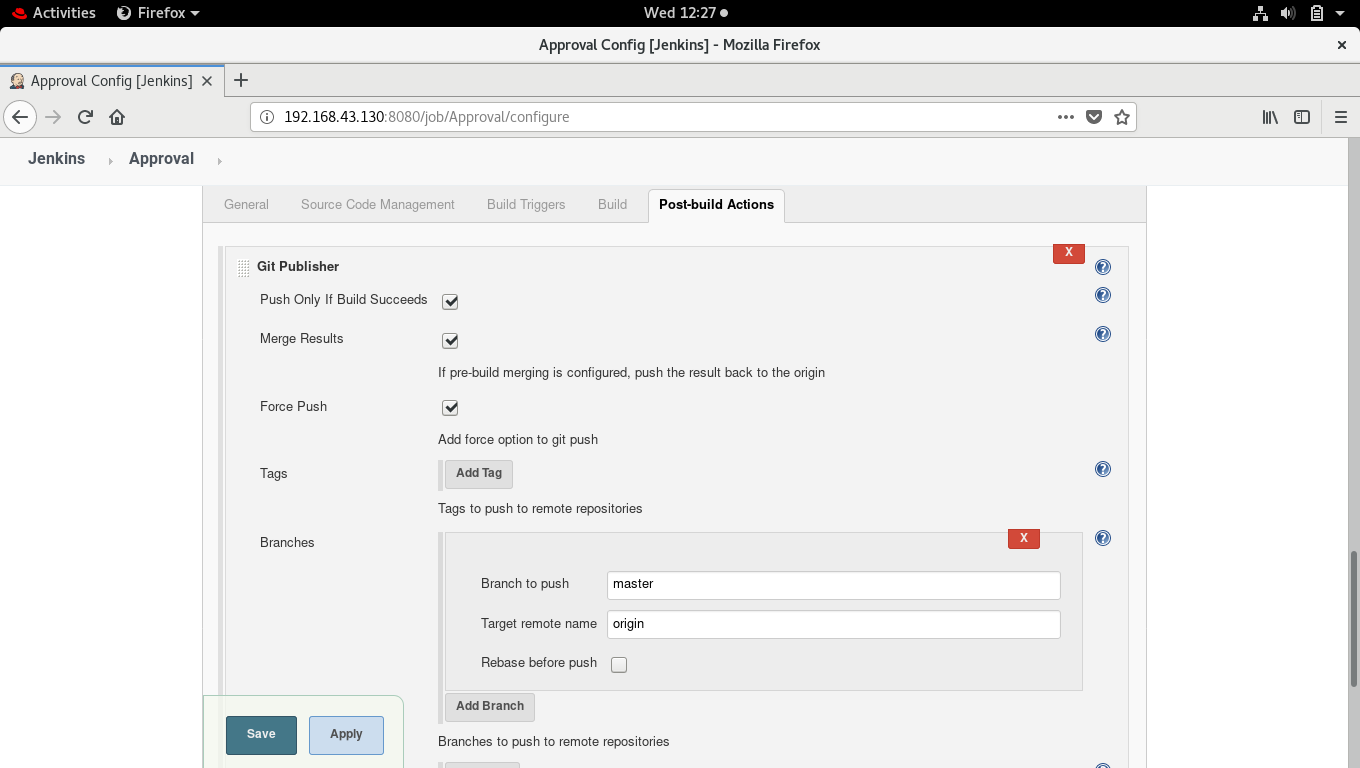 Activities Firefox Wed 12:27
Approval Config [Jenkins] - Mozilla Firefox
Approval Config [Jenkins]
192.168.43.130:8080/job/Approval/configure
Jenkins Approval
General Source Code Management Build Triggers Build Post-build Actions
X
Git Publisher
Push Only If Build Succeeds
Merge Results
If pre-build merging is configured, push the result back to the origin
Force Push
Add force option to git push
Tags Add Tag
Tags to push to remote repositories
Branches X
Branch to push master
Target remote name origin
Rebase before push
Add Branch
Save Apply
Branches to push to remote repositories